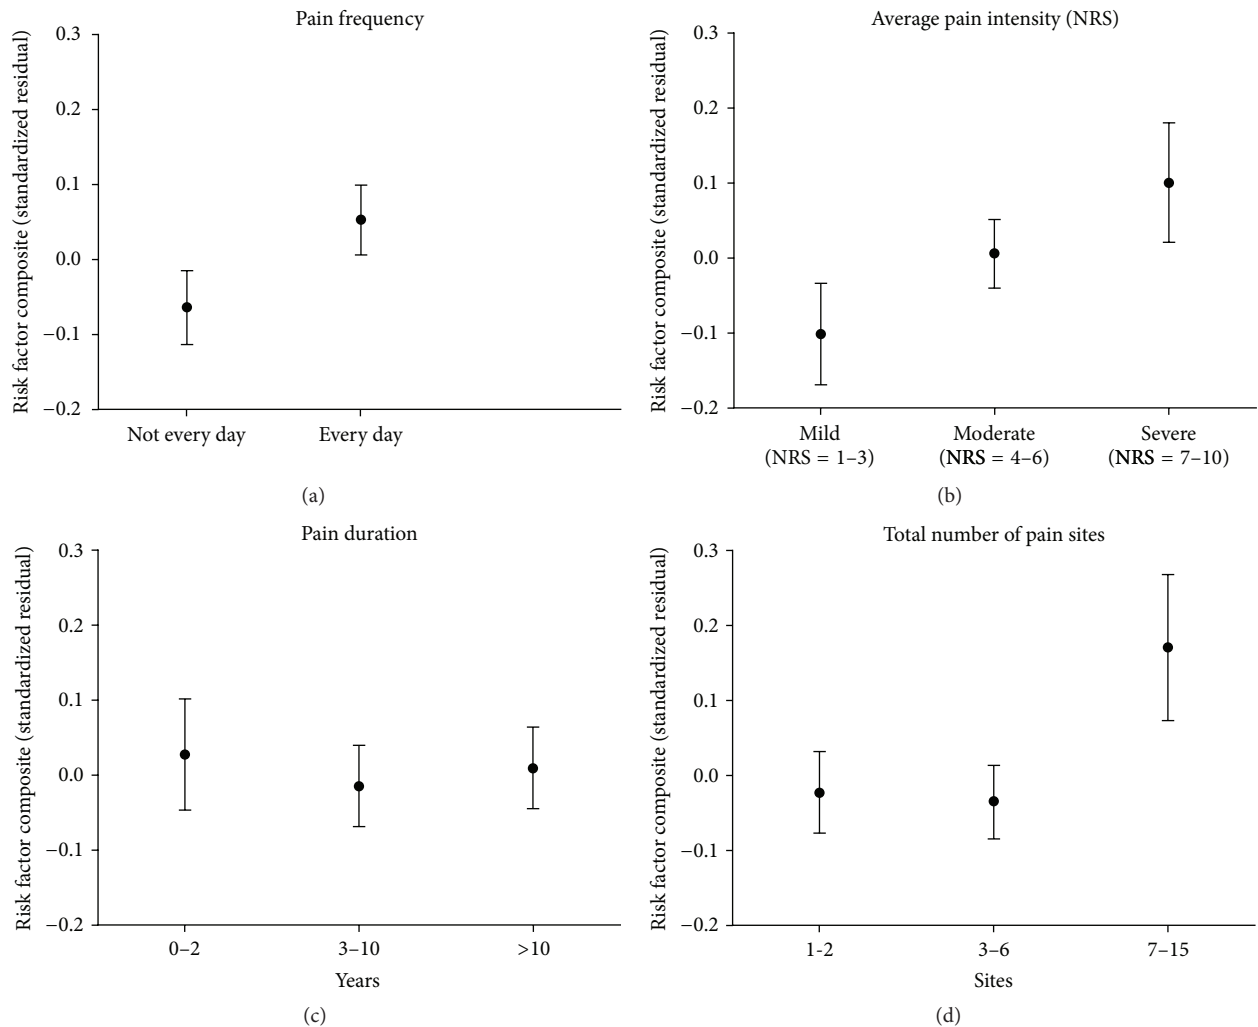 Pain frequency
Risk factor composite (standardized residual)
0.3
0.2
0.1
0.0
−0.1
−0.2
Not every day
Every day
(a)
Average pain intensity (NRS)
Risk factor composite (standardized residual)
0.3
0.2
0.1
0.0
−0.1
−0.2
Mild
(NRS = 1–3)
Moderate
(NRS = 4–6)
Severe
(NRS = 7–10)
(b)
Pain duration
Risk factor composite (standardized residual)
0.3
0.2
0.1
0.0
−0.1
−0.2
0–2
3–10
>10
Years
(c)
Total number of pain sites
Risk factor composite (standardized residual)
0.3
0.2
0.1
0.0
−0.1
−0.2
1-2
3–6
7–15
Sites
(d)